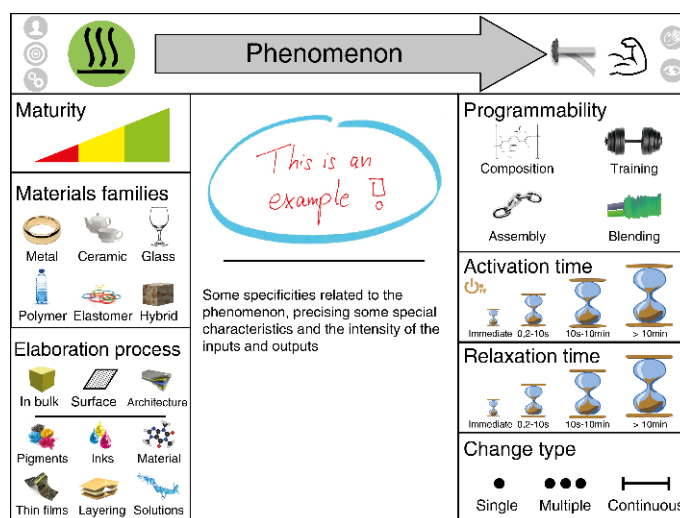 Phenomenon
Maturity
Materials families
Metal Ceramic Glass
Polymer Elastomer Hybrid
Elaboration process
In bulk Surface Architecture
Pigments Inks Material
Thin films Layering Solutions
This is an
example !
Some specificities related to the
phenomenon, precising some special
characteristics and the intensity of the
inputs and outputs
Programmability
Composition Training
Assembly Blending
Activation time
Immediate 0,2-10s 10s-10min > 10min
Relaxation time
Immediate 0,2-10s 10s-10min > 10min
Change type
Single Multiple Continuous